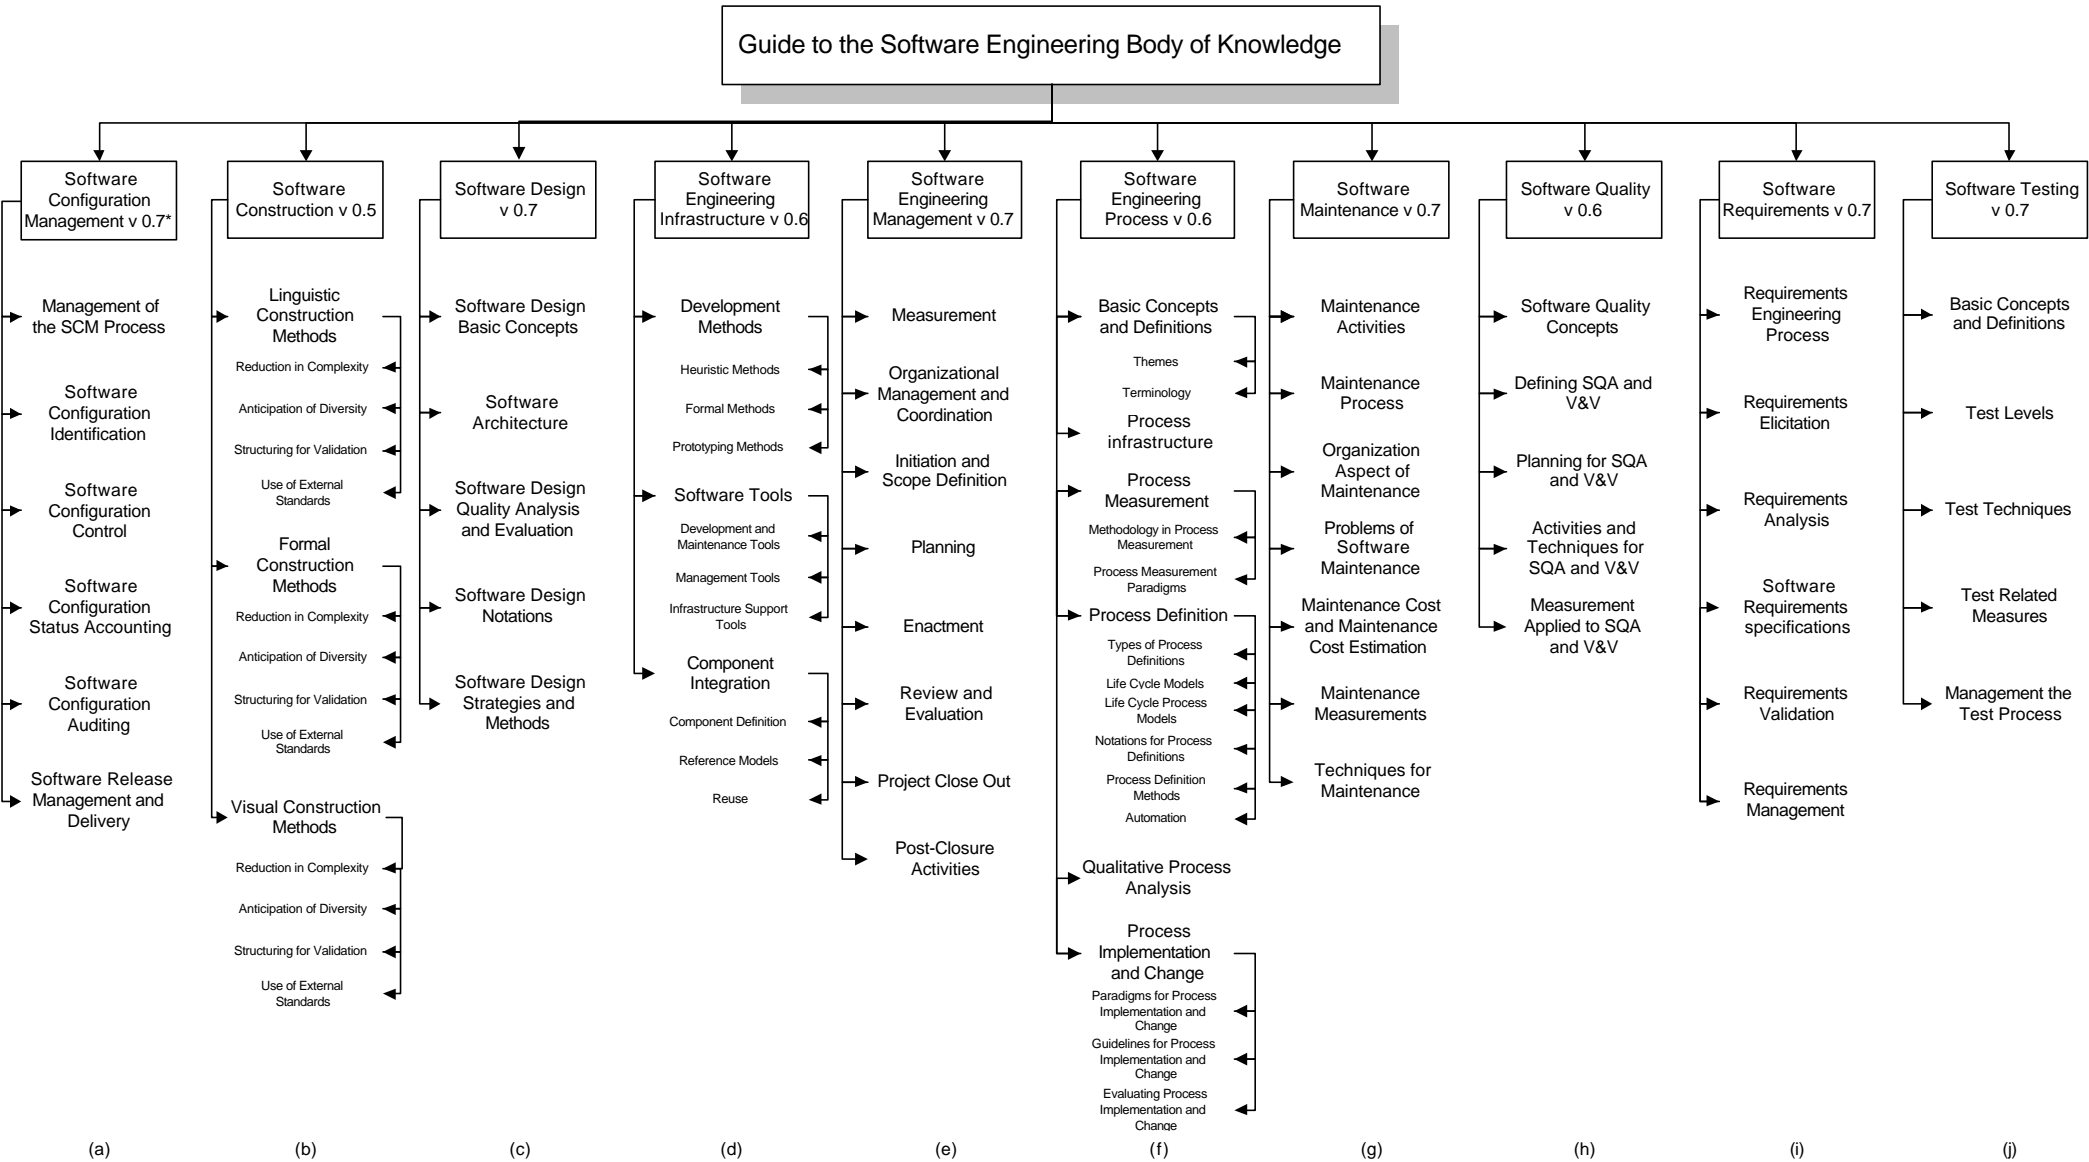 Guide to the Software Engineering Body of Knowledge
Software
Configuration
Management v 0.7*
Management of
the SCM Process
Software
Configuration
Identification
Software
Configuration
Control
Software
Configuration
Status Accounting
Software
Configuration
Auditing
Software Release
Management and
Delivery
(a)
Software
Construction v 0.5
Linguistic
Construction
Methods
Reduction in Complexity
Anticipation of Diversity
Structuring for Validation
Use of External
Standards
Formal
Construction
Methods
Reduction in Complexity
Anticipation of Diversity
Structuring for Validation
Use of External
Standards
Visual Construction
Methods
Reduction in Complexity
Anticipation of Diversity
Structuring for Validation
Use of External
Standards
(b)
Software Design
v 0.7
Software Design
Basic Concepts
Software
Architecture
Software Design
Quality Analysis
and Evaluation
Software Design
Notations
Software Design
Strategies and
Methods
(c)
Software
Engineering
Infrastructure v 0.6
Development
Methods
Heuristic Methods
Formal Methods
Prototyping Methods
Software Tools
Development and
Maintenance Tools
Management Tools
Infrastructure Support
Tools
Component
Integration
Component Definition
Reference Models
Reuse
(d)
Software
Engineering
Management v 0.7
Measurement
Organizational
Management and
Coordination
Initiation and
Scope Definition
Planning
Enactment
Review and
Evaluation
Project Close Out
Post-Closure
Activities
(e)
Software
Engineering
Process v 0.6
Basic Concepts
and Definitions
Themes
Terminology
Process
infrastructure
Process
Measurement
Methodology in Process
Measurement
Process Measurement
Paradigms
Process Definition
Types of Process
Definitions
Life Cycle Models
Life Cycle Process
Models
Notations for Process
Definitions
Process Definition
Methods
Automation
Qualitative Process
Analysis
Process
Implementation
and Change
Paradigms for Process
Implementation and
Change
Guidelines for Process
Implementation and
Change
Evaluating Process
Implementation and
Change
(f)
Software
Maintenance v 0.7
Maintenance
Activities
Maintenance
Process
Organization
Aspect of
Maintenance
Problems of
Software
Maintenance
Maintenance Cost
and Maintenance
Cost Estimation
Maintenance
Measurements
Techniques for
Maintenance
(g)
Software Quality
v 0.6
Software Quality
Concepts
Defining SQA and
V&V
Planning for SQA
and V&V
Activities and
Techniques for
SQA and V&V
Measurement
Applied to SQA
and V&V
(h)
Software
Requirements v 0.7
Requirements
Engineering
Process
Requirements
Elicitation
Requirements
Analysis
Software
Requirements
specifications
Requirements
Validation
Requirements
Management
(i)
Software Testing
v 0.7
Basic Concepts
and Definitions
Test Levels
Test Techniques
Test Related
Measures
Management the
Test Process
(j)